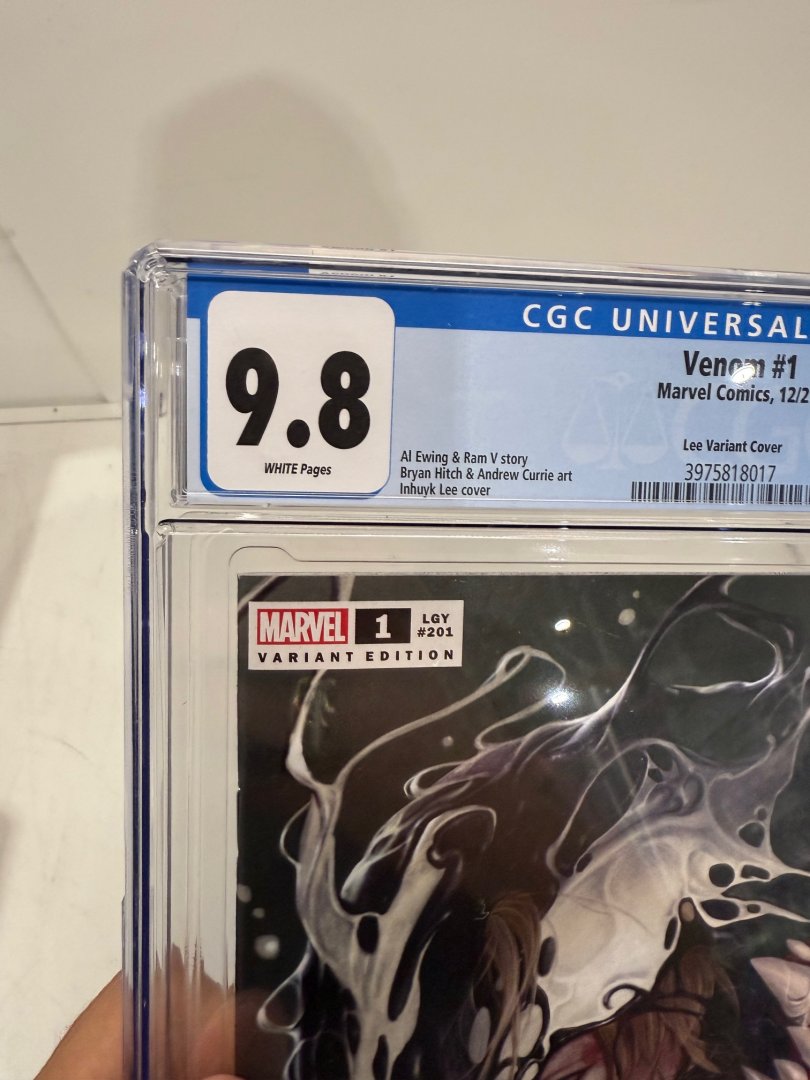 CGC UNIVERSAL
9.8
WHITE Pages
Venom #1
Marvel Comics, 12/2
Lee Variant Cover
3975818017
Al Ewing & Ram V story
Bryan Hitch & Andrew Currie art
Inhuyk Lee cover
MARVEL 1 LGY #201
VARIANT EDITION